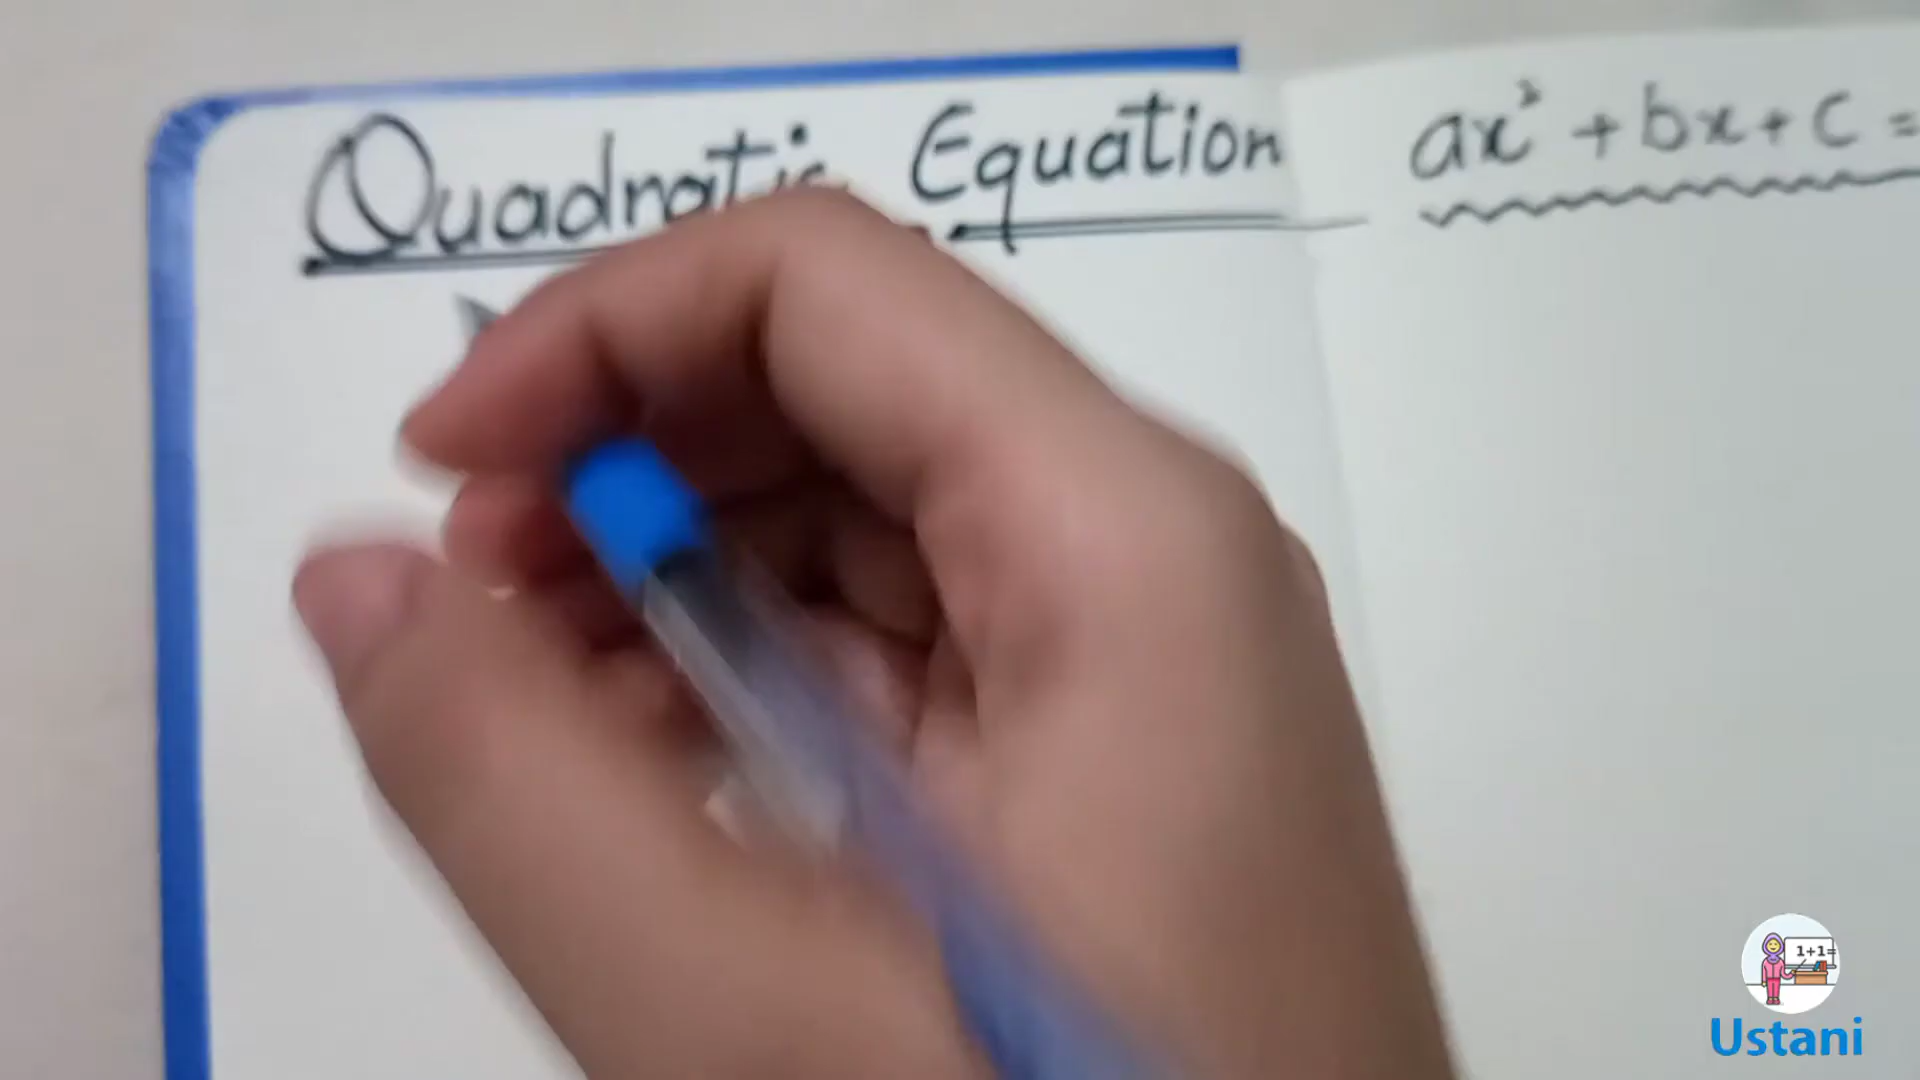 Quadratic Equation ax² + bx + c =
1+1=
Ustani